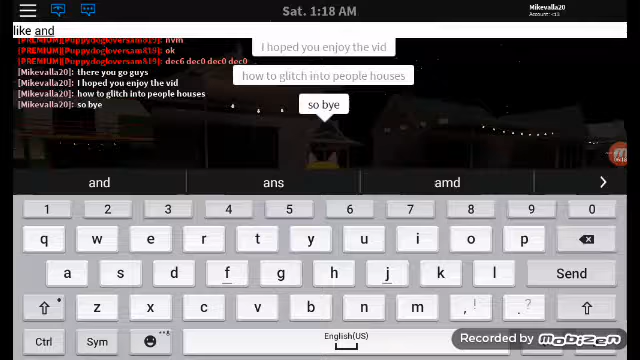 Sat. 1:18 AM
Mikevalla20
like and
[PREMIUM][Puppydogloversam819]: nvm
[PREMIUM][Puppydogloversam819]: ok
[PREMIUM][Puppydogloversam819]: dec6 dec0 dec0 dec0
[Mikevalla20]: there you go guys
[Mikevalla20]: I hoped you enjoy the vid
[Mikevalla20]: how to glitch into people houses
[Mikevalla20]: so bye
I hoped you enjoy the vid
how to glitch into people houses
so bye
and ans amd
1 2 3 4 5 6 7 8 9 0
q w e r t y u i o p
a s d f g h j k l Send
z x c v b n m ,! .?
Ctrl Sym English(US)
Recorded by MOBIZEN